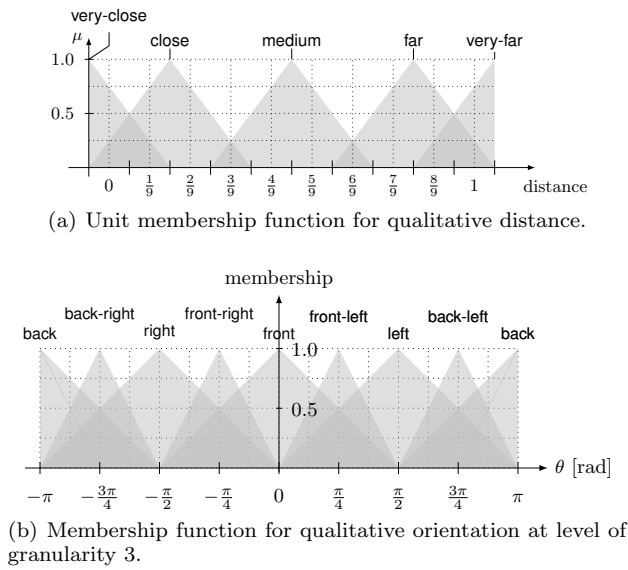 very-close
μ close medium far very-far
1.0
0.5
0 1/9 2/9 3/9 4/9 5/9 6/9 7/9 8/9 1 distance
(a) Unit membership function for qualitative distance.
membership
back-right front-right front-left back-left
back right front left back
1.0
0.5
θ [rad]
−π −3π/4 −π/2 −π/4 0 π/4 π/2 3π/4 π
(b) Membership function for qualitative orientation at level of
granularity 3.